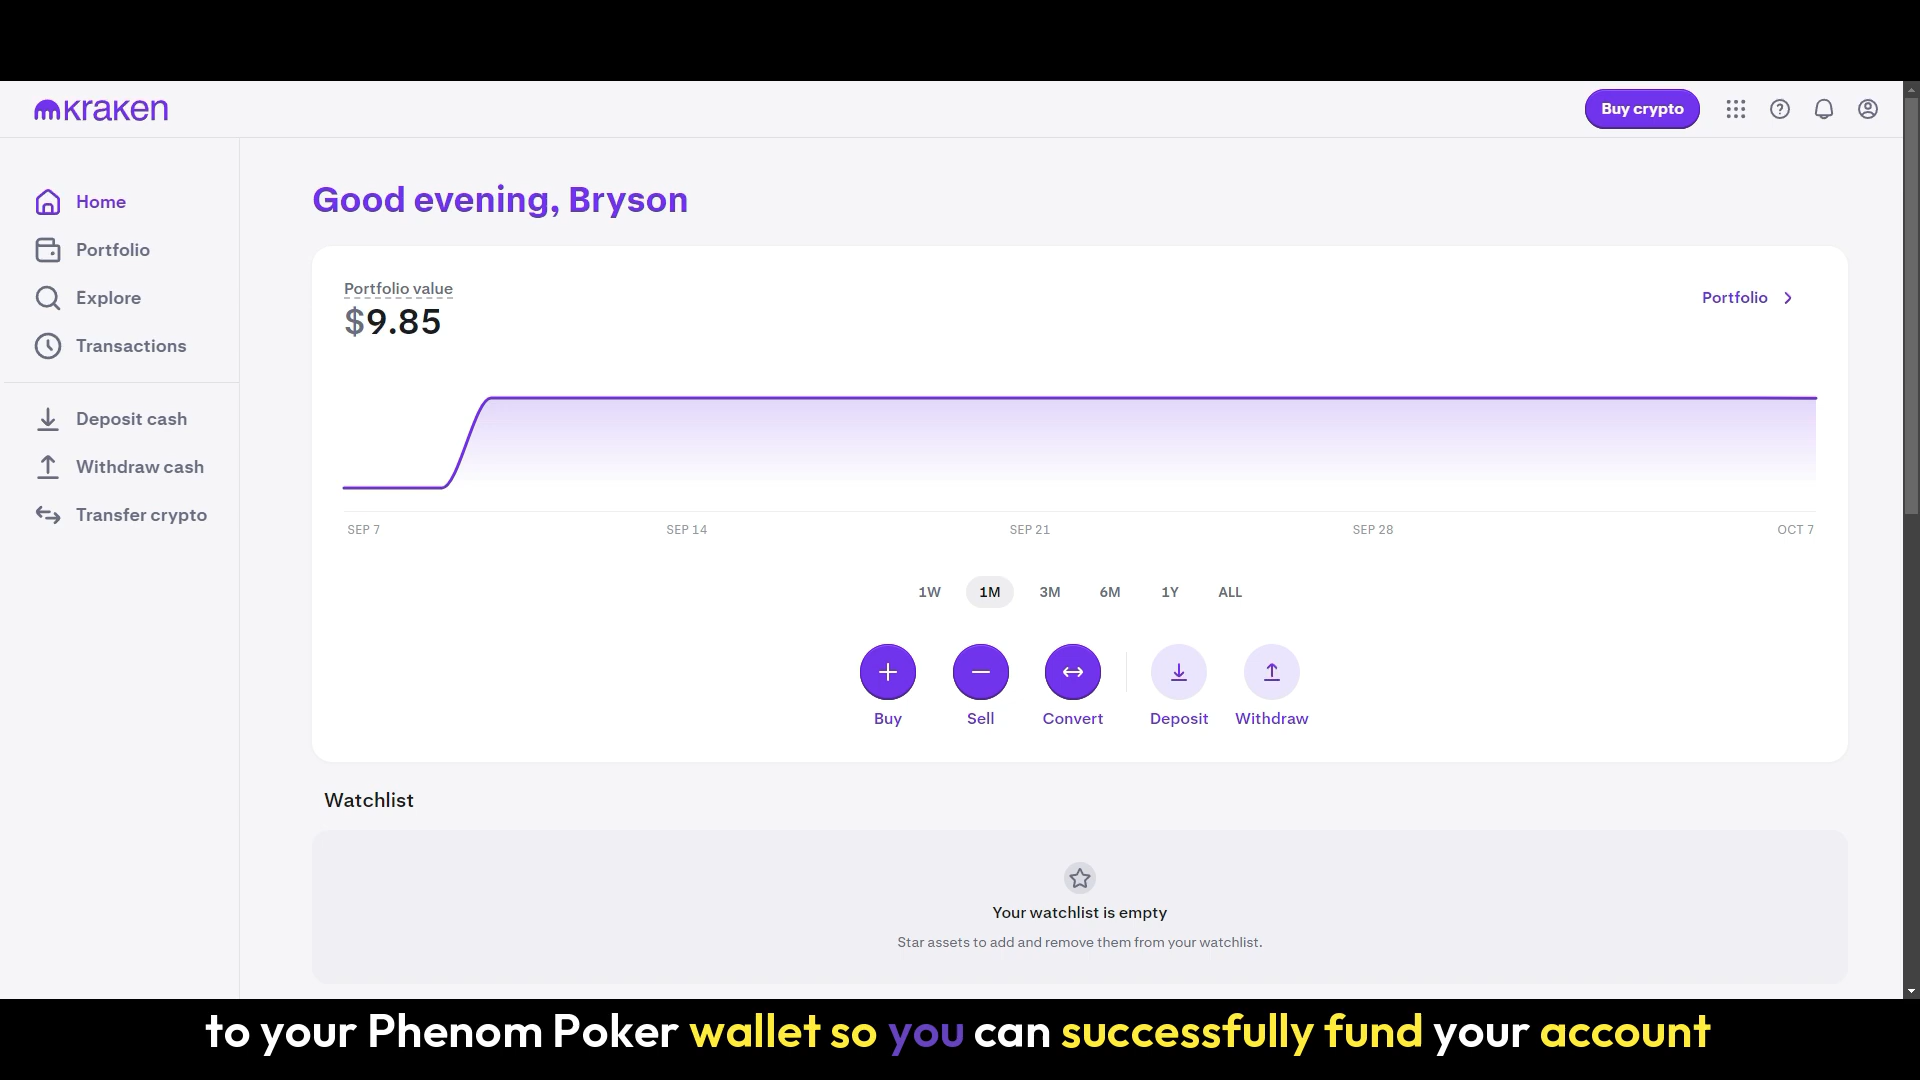 kraken
Buy crypto
Home
Portfolio
Explore
Transactions
Deposit cash
Withdraw cash
Transfer crypto
Good evening, Bryson
Portfolio value
$9.85
Portfolio
SEP 7 SEP 14 SEP 21 SEP 28 OCT 7
1W 1M 3M 6M 1Y ALL
Buy Sell Convert Deposit Withdraw
Watchlist
Your watchlist is empty
Star assets to add and remove them from your watchlist.
to your Phenom Poker wallet so you can successfully fund your account